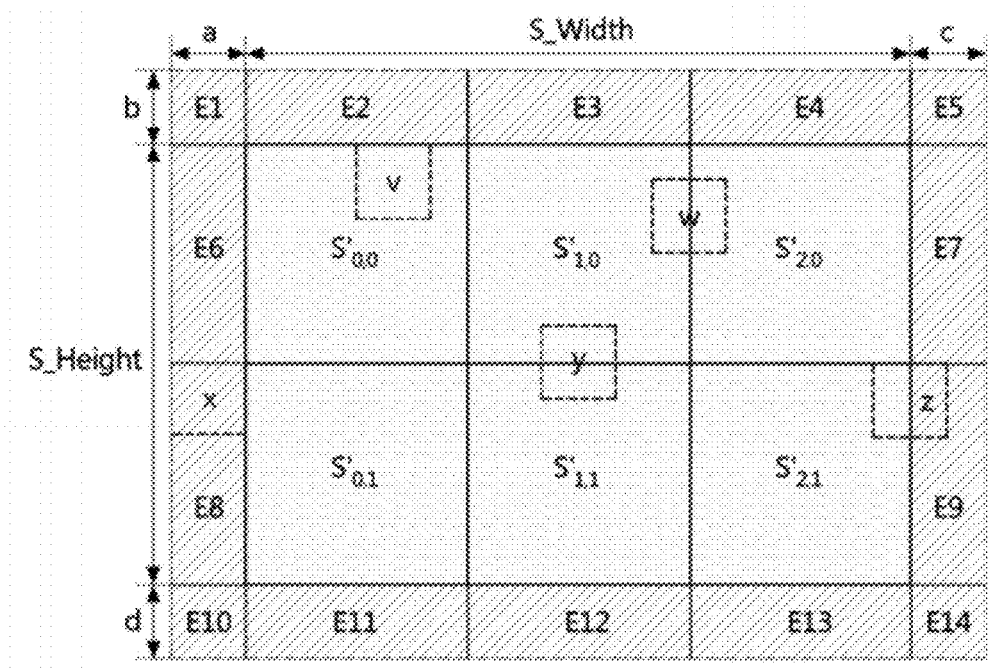 a S_Width c
b E1 E2 E3 E4 E5
v
w
E6 S'0,0 S'1,0 S'2,0 E7
S_Height y
x z
S'0,1 S'1,1 S'2,1
E8 E9
d E10 E11 E12 E13 E14